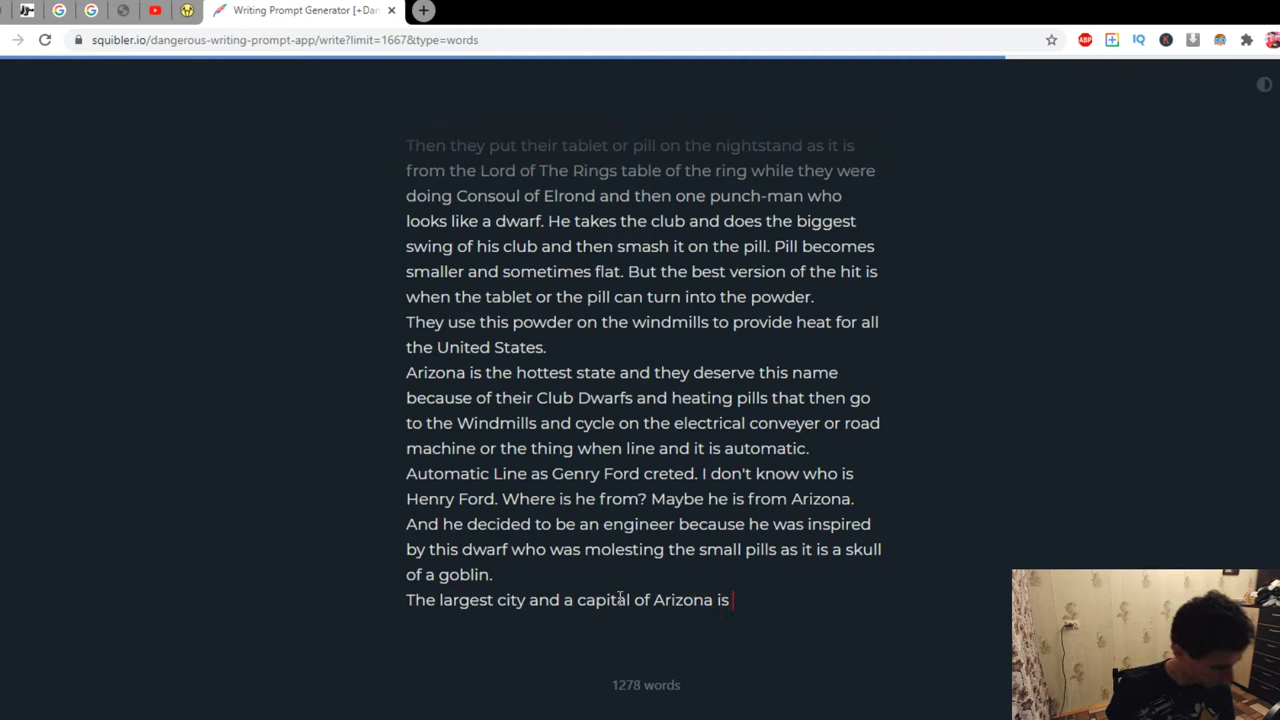 Writing Prompt Generator [+Dan
squibler.io/dangerous-writing-prompt-app/write?limit=1667&type=words
ABP
IQ
K
Then they put their tablet or pill on the nightstand as it is
from the Lord of The Rings table of the ring while they were
doing Consoul of Elrond and then one punch-man who
looks like a dwarf. He takes the club and does the biggest
swing of his club and then smash it on the pill. Pill becomes
smaller and sometimes flat. But the best version of the hit is
when the tablet or the pill can turn into the powder.
They use this powder on the windmills to provide heat for all
the United States.
Arizona is the hottest state and they deserve this name
because of their Club Dwarfs and heating pills that then go
to the Windmills and cycle on the electrical conveyer or road
machine or the thing when line and it is automatic.
Automatic Line as Genry Ford creted. I don't know who is
Henry Ford. Where is he from? Maybe he is from Arizona.
And he decided to be an engineer because he was inspired
by this dwarf who was molesting the small pills as it is a skull
of a goblin.
The largest city and a capital of Arizona is
1278 words